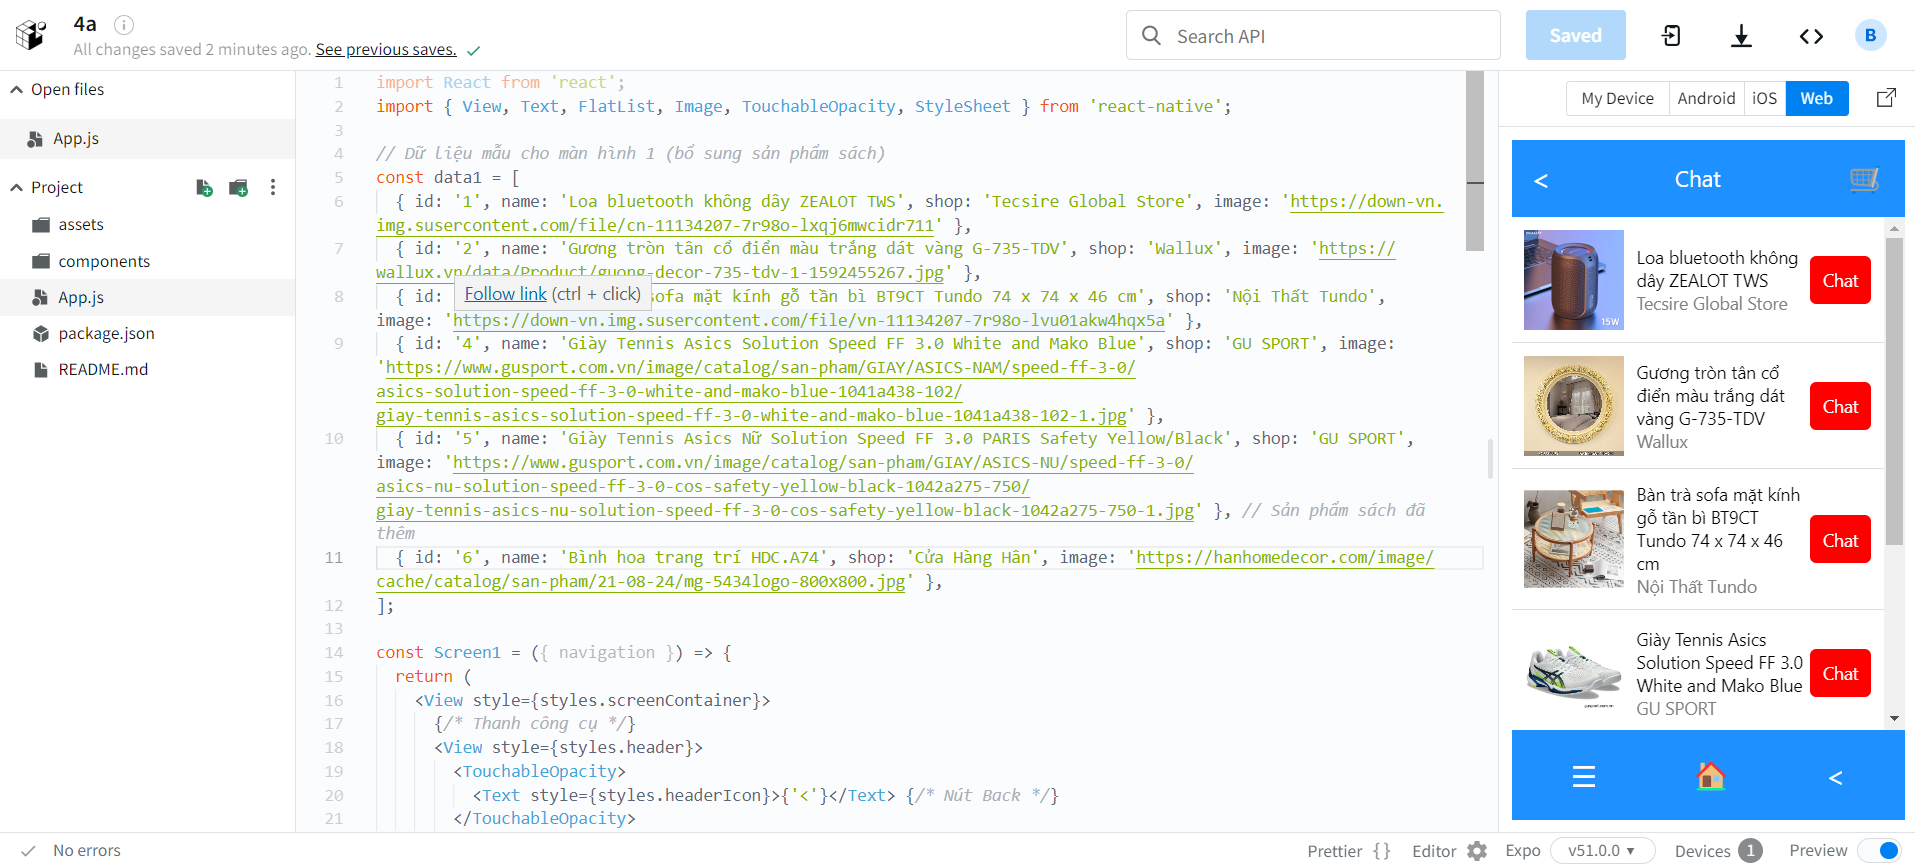 4a
All changes saved 2 minutes ago. See previous saves.
Search API
Saved
B
Open files
App.js
Project
assets
components
App.js
package.json
README.md
1 import React from 'react';
2 import { View, Text, FlatList, Image, TouchableOpacity, StyleSheet } from 'react-native';
3
4 // Dữ liệu mẫu cho màn hình 1 (bổ sung sản phẩm sách)
5 const data1 = [
6 { id: '1', name: 'Loa bluetooth không dây ZEALOT TWS', shop: 'Tecsire Global Store', image: 'https://down-vn.
img.susercontent.com/file/cn-11134207-7r98o-lxqj6mwcidr711' },
7 { id: '2', name: 'Gương tròn tân cổ điển màu trắng dát vàng G-735-TDV', shop: 'Wallux', image: 'https://
wallux.vn/data/Product/guong-decor-735-tdv-1-1592455267.jpg' },
Follow link (ctrl + click)
8 { id: sofa mặt kính gỗ tần bì BT9CT Tundo 74 x 74 x 46 cm', shop: 'Nội Thất Tundo',
image: 'https://down-vn.img.susercontent.com/file/vn-11134207-7r98o-lvu01akw4hqx5a' },
9 { id: '4', name: 'Giày Tennis Asics Solution Speed FF 3.0 White and Mako Blue', shop: 'GU SPORT', image:
'https://www.gusport.com.vn/image/catalog/san-pham/GIAY/ASICS-NAM/speed-ff-3-0/
asics-solution-speed-ff-3-0-white-and-mako-blue-1041a438-102/
giay-tennis-asics-solution-speed-ff-3-0-white-and-mako-blue-1041a438-102-1.jpg' },
10 { id: '5', name: 'Giày Tennis Asics Nữ Solution Speed FF 3.0 PARIS Safety Yellow/Black', shop: 'GU SPORT',
image: 'https://www.gusport.com.vn/image/catalog/san-pham/GIAY/ASICS-NU/speed-ff-3-0/
asics-nu-solution-speed-ff-3-0-cos-safety-yellow-black-1042a275-750/
giay-tennis-asics-nu-solution-speed-ff-3-0-cos-safety-yellow-black-1042a275-750-1.jpg' }, // Sản phẩm sách đã
thêm
11 { id: '6', name: 'Bình hoa trang trí HDC.A74', shop: 'Cửa Hàng Hân', image: 'https://hanhomedecor.com/image/
cache/catalog/san-pham/21-08-24/mg-5434logo-800x800.jpg' },
12 ];
13
14 const Screen1 = ({ navigation }) => {
15 return (
16 <View style={styles.screenContainer}>
17 {/* Thanh công cụ */}
18 <View style={styles.header}>
19 <TouchableOpacity>
20 <Text style={styles.headerIcon}>{'<'}</Text> {/* Nút Back */}
21 </TouchableOpacity>
My Device Android iOS Web
< Chat
Loa bluetooth không
dây ZEALOT TWS
Tecsire Global Store
Chat
15W
Gương tròn tân cổ
điển màu trắng dát
vàng G-735-TDV
Wallux
Chat
Bàn trà sofa mặt kính
gỗ tần bì BT9CT
Tundo 74 x 74 x 46
cm
Nội Thất Tundo
Chat
Giày Tennis Asics
Solution Speed FF 3.0
White and Mako Blue
GU SPORT
Chat
gusport.com.vn
<
No errors
Prettier {} Editor Expo v51.0.0 Devices 1 Preview